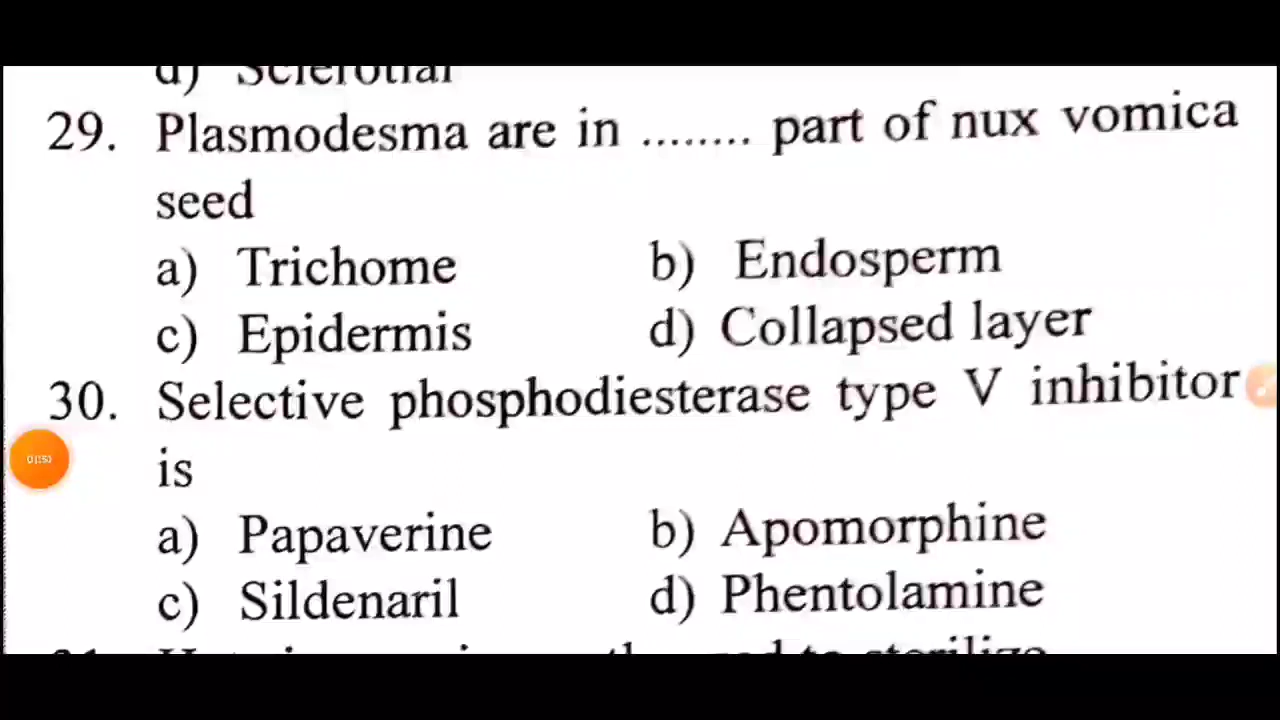 d) Sclerotial
29. Plasmodesma are in ........ part of nux vomica
seed
a) Trichome b) Endosperm
c) Epidermis d) Collapsed layer
30. Selective phosphodiesterase type V inhibitor
is
a) Papaverine b) Apomorphine
c) Sildenaril d) Phentolamine